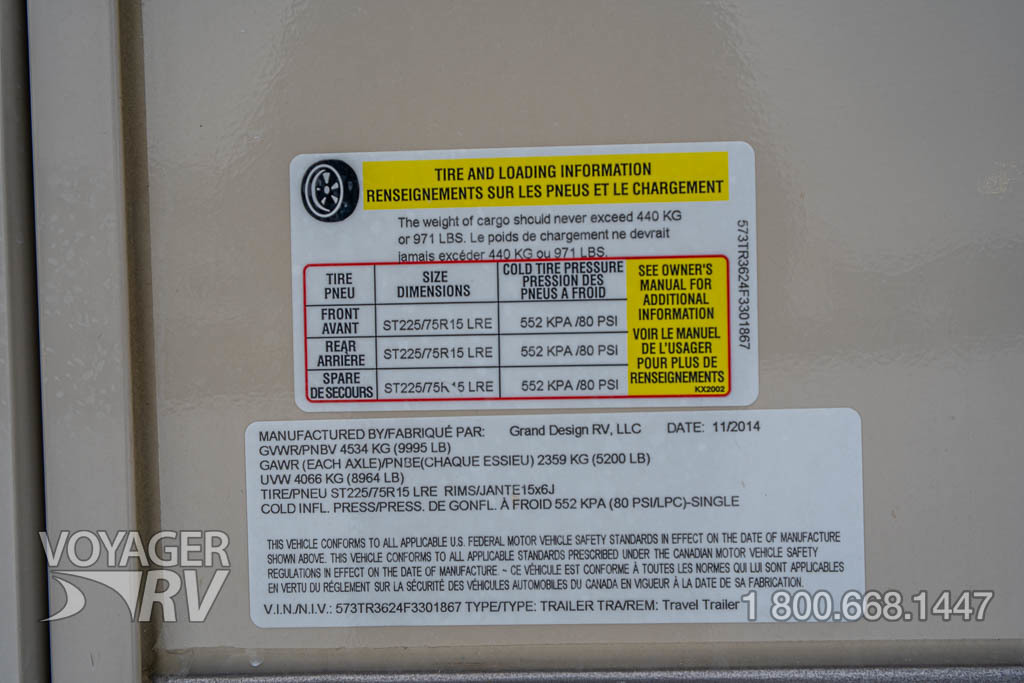 TIRE AND LOADING INFORMATION
RENSEIGNEMENTS SUR LES PNEUS ET LE CHARGEMENT
The weight of cargo should never exceed 440 KG
or 971 LBS. Le poids de chargement ne devrait
jamais excéder 440 KG ou 971 LBS.
TIRE PNEU SIZE DIMENSIONS COLD TIRE PRESSURE PRESSION DES PNEUS A FROID
FRONT AVANT ST225/75R15 LRE 552 KPA /80 PSI
REAR ARRIÈRE ST225/75R15 LRE 552 KPA /80 PSI
SPARE DE SECOURS ST225/75R15 LRE 552 KPA /80 PSI
SEE OWNER'S
MANUAL FOR
ADDITIONAL
INFORMATION
VOIR LE MANUEL
DE L'USAGER
POUR PLUS DE
RENSEIGNEMENTS
KX2002
573TR3624F3301867
MANUFACTURED BY/FABRIQUÉ PAR: Grand Design RV, LLC DATE: 11/2014
GVWR/PNBV 4534 KG (9995 LB)
GAWR (EACH AXLE)/PNBE(CHAQUE ESSIEU) 2359 KG (5200 LB)
UVW 4066 KG (8964 LB)
TIRE/PNEU ST225/75R15 LRE RIMS/JANTE15x6J
COLD INFL. PRESS/PRESS. DE GONFL. À FROID 552 KPA (80 PSI/LPC)-SINGLE
THIS VEHICLE CONFORMS TO ALL APPLICABLE U.S. FEDERAL MOTOR VEHICLE SAFETY STANDARDS IN EFFECT ON THE DATE OF MANUFACTURE
SHOWN ABOVE. THIS VEHICLE CONFORMS TO ALL APPLICABLE STANDARDS PRESCRIBED UNDER THE CANADIAN MOTOR VEHICLE SAFETY
REGULATIONS IN EFFECT ON THE DATE OF MANUFACTURE. ~ CE VÉHICULE EST CONFORME À TOUTES LES NORMES QUI LUI SONT APPLICABLES
EN VERTU DU RÉGLEMENT SUR LA SÉCURITÉ DES VÉHICULES AUTOMOBILES DU CANADA EN VIGUEUR À LA DATE DE SA FABRICATION.
V.I.N./N.I.V.: 573TR3624F3301867 TYPE/TYPE: TRAILER TRA/REM: Travel Trailer
VOYAGER
RV
1 800.668.1447